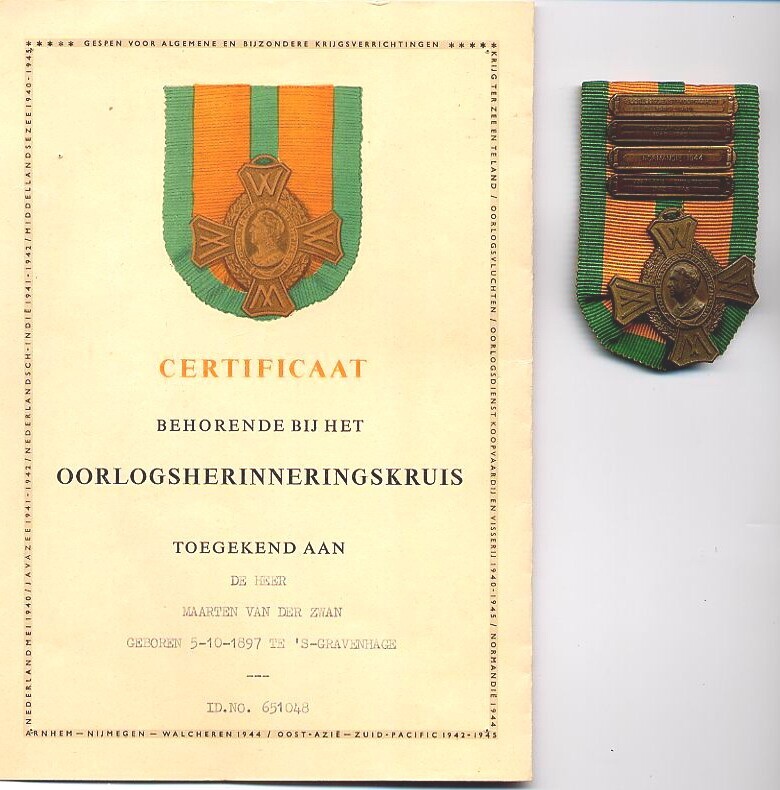 GESPEN VOOR ALGEMENE EN BIJZONDERE KRIJGSVERRICHTINGEN
KRIJG TER ZEE EN TE LAND / OORLOGSVLUCHTEN / OORLOGSDIENST KOOPVAARDIJ EN VISSERIJ 1940-1945 / NORMANDIË 1944
ARNHEM — NIJMEGEN — WALCHEREN 1944 / OOST-AZIË — ZUID-PACIFIC 1942-1945
NEDERLAND MEI 1940 / JAVAZEE 1941-1942 / NEDERLANDSCH-INDIË 1941-1942 / MIDDELLANDSE ZEE 1940-1945
W
W
W
W
CERTIFICAAT
BEHORENDE BIJ HET
OORLOGSHERINNERINGSKRUIS
TOEGEKEND AAN
DE HEER
MAARTEN VAN DER ZWAN
GEBOREN 5-10-1897 TE 'S-GRAVENHAGE
---
ID.NO. 651048
NORMANDIE 1944
W
W
W
W